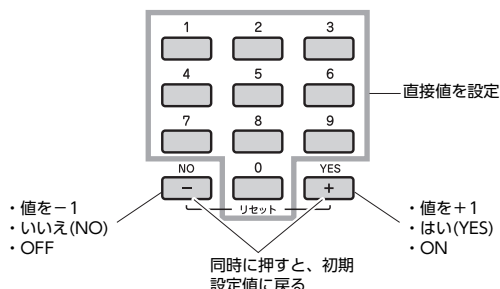 1 2 3
4 5 6
直接値を設定
7 8 9
NO 0 YES
− +
リセット
・値を−1
・いいえ(NO)
・OFF
・値を+1
・はい(YES)
・ON
同時に押すと、初期
設定値に戻る